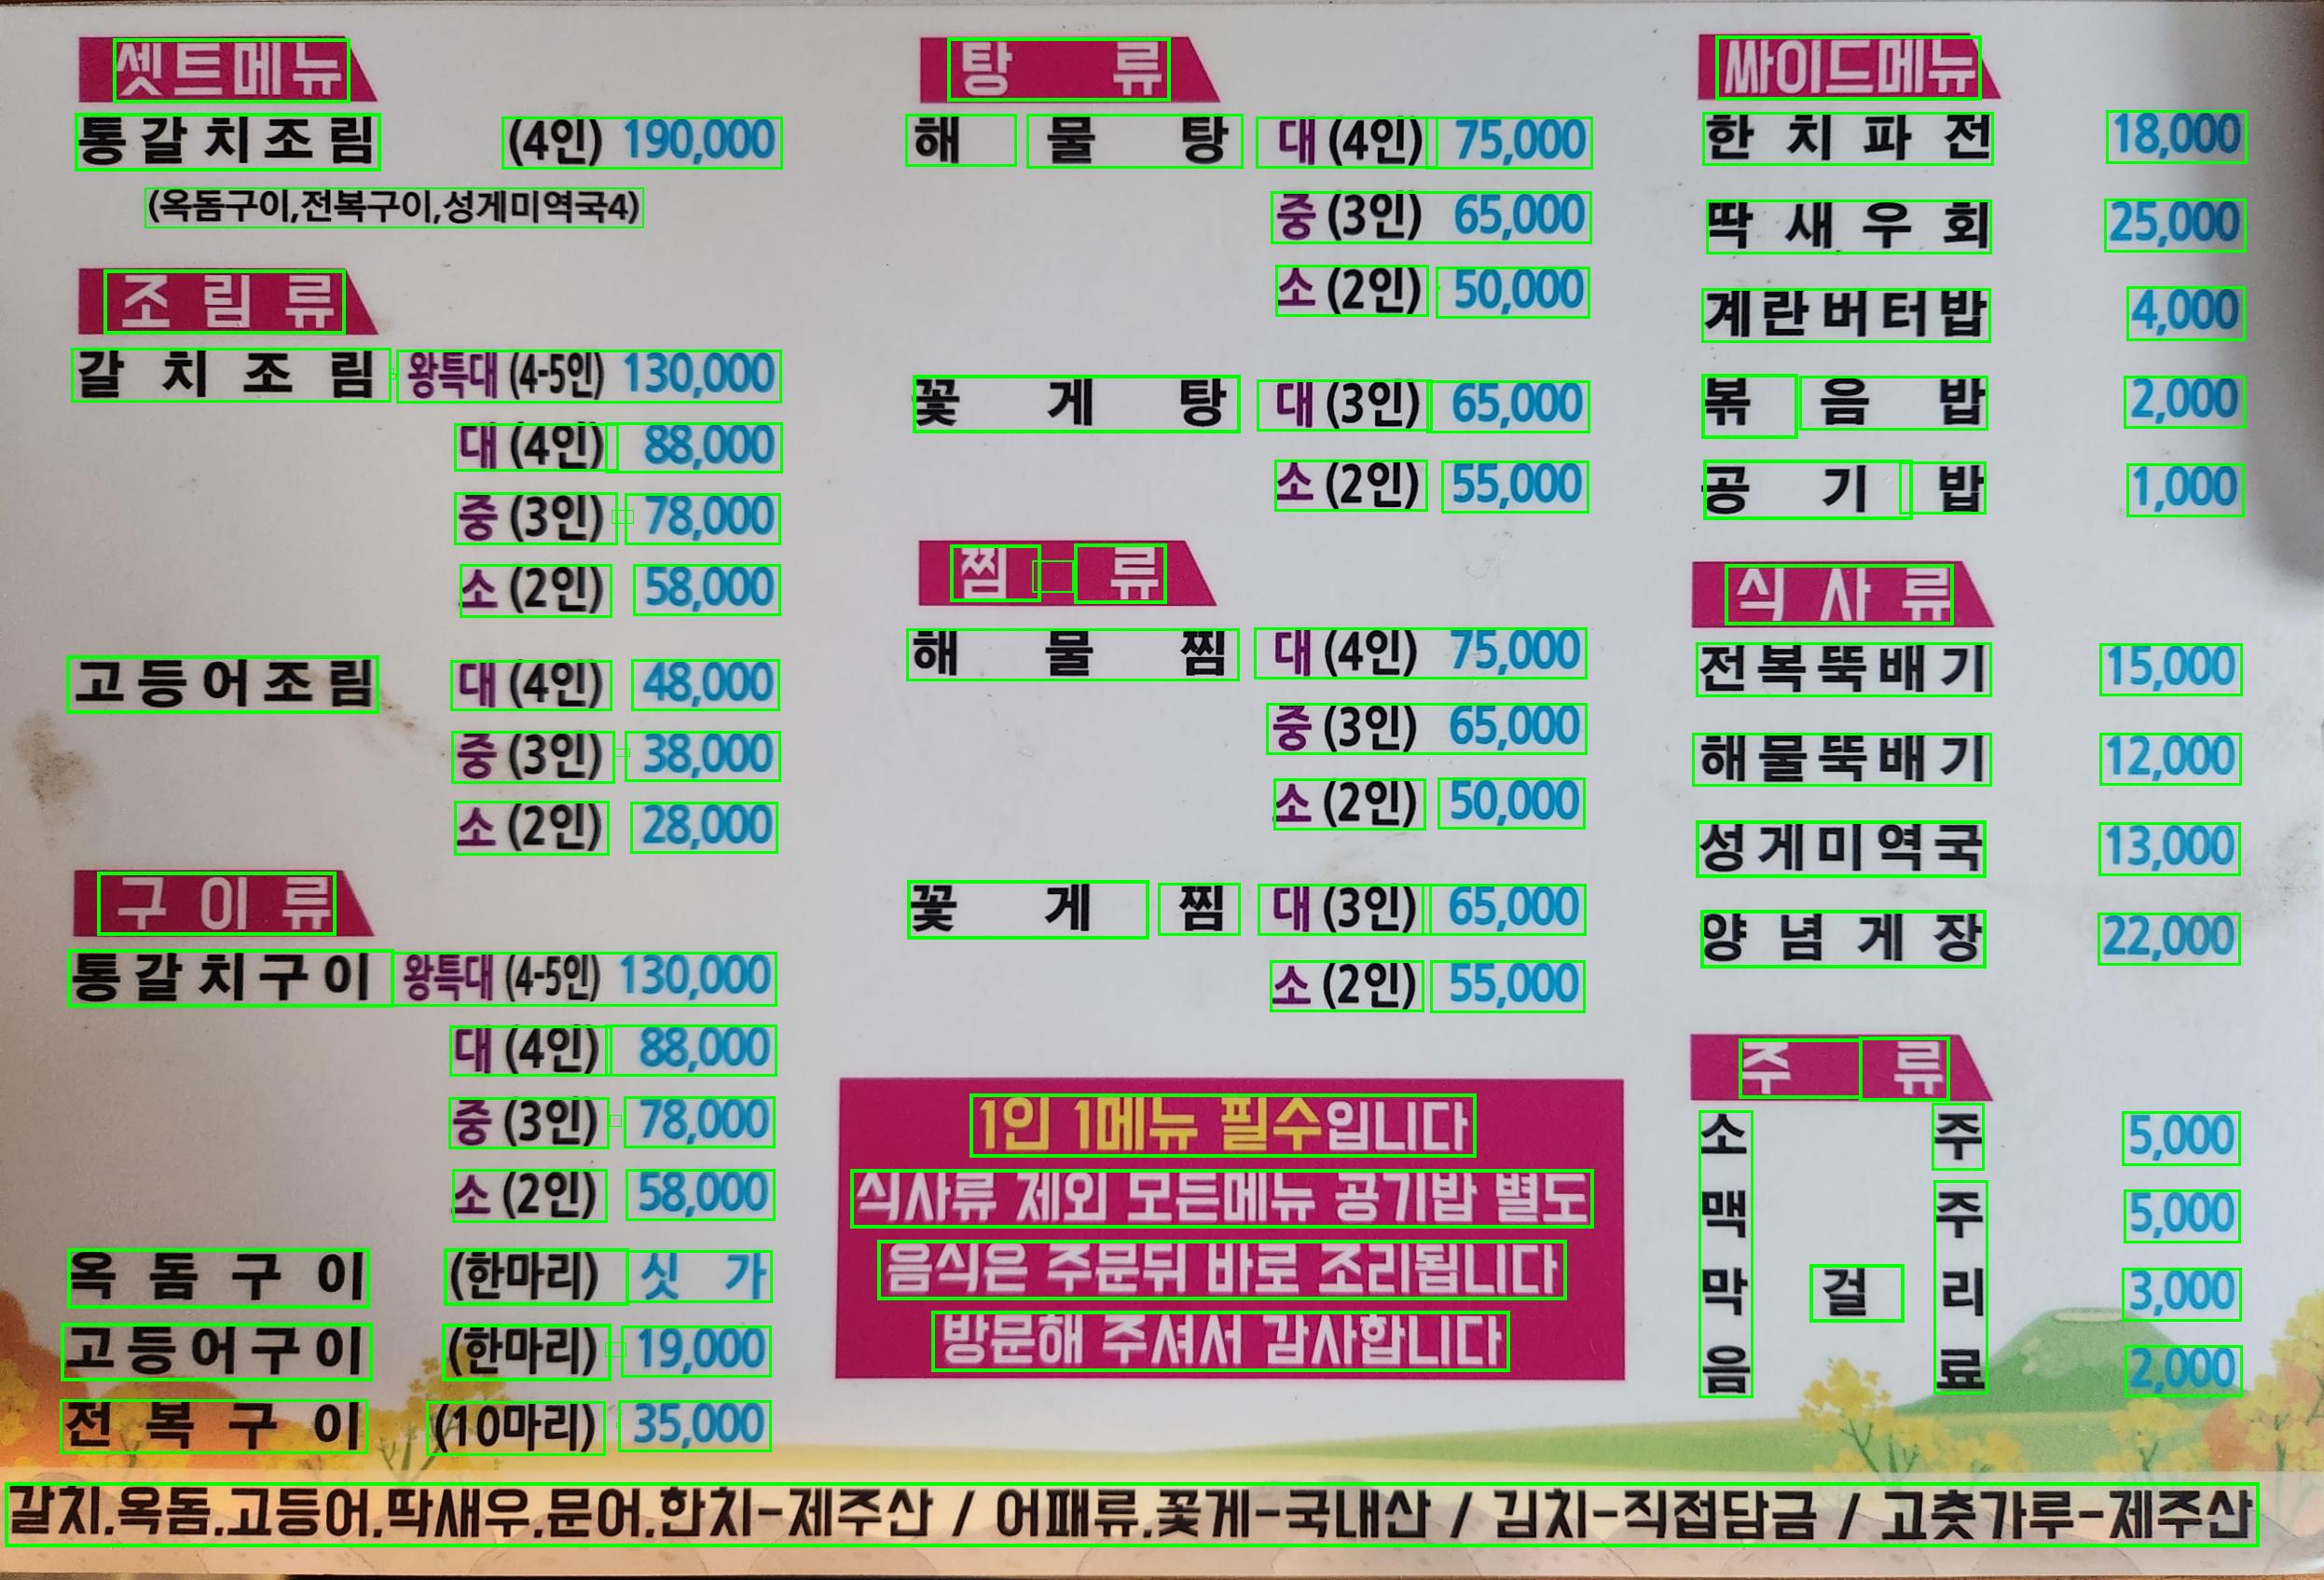 셋트메뉴
통갈치조림 (4인) 190,000
(옥돔구이,전복구이,성게미역국4)
조림류
갈치조림 왕특대 (4-5인) 130,000
대 (4인) 88,000
중 (3인) 78,000
소 (2인) 58,000
고등어조림 대 (4인) 48,000
중 (3인) 38,000
소 (2인) 28,000
구이류
통갈치구이 왕특대 (4-5인) 130,000
대 (4인) 88,000
중 (3인) 78,000
소 (2인) 58,000
옥돔구이 (한마리) 싯가
고등어구이 (한마리) 19,000
전복구이 (10마리) 35,000
탕류
해물탕 대 (4인) 75,000
중 (3인) 65,000
소 (2인) 50,000
꽃게탕 대 (3인) 65,000
소 (2인) 55,000
찜류
해물찜 대 (4인) 75,000
중 (3인) 65,000
소 (2인) 50,000
꽃게찜 대 (3인) 65,000
소 (2인) 55,000
1인 1메뉴 필수입니다
식사류 제외 모든메뉴 공기밥 별도
음식은 주문뒤 바로 조리됩니다
방문해 주셔서 감사합니다
싸이드메뉴
한치파전 18,000
딱새우회 25,000
계란버터밥 4,000
볶음밥 2,000
공기밥 1,000
식사류
전복뚝배기 15,000
해물뚝배기 12,000
성게미역국 13,000
양념게장 22,000
주류
소주 5,000
맥주 5,000
막걸리 3,000
음료 2,000
갈치.옥돔.고등어.딱새우.문어.한치-제주산 / 어패류.꽃게-국내산 / 김치-직접담금 / 고춧가루-제주산